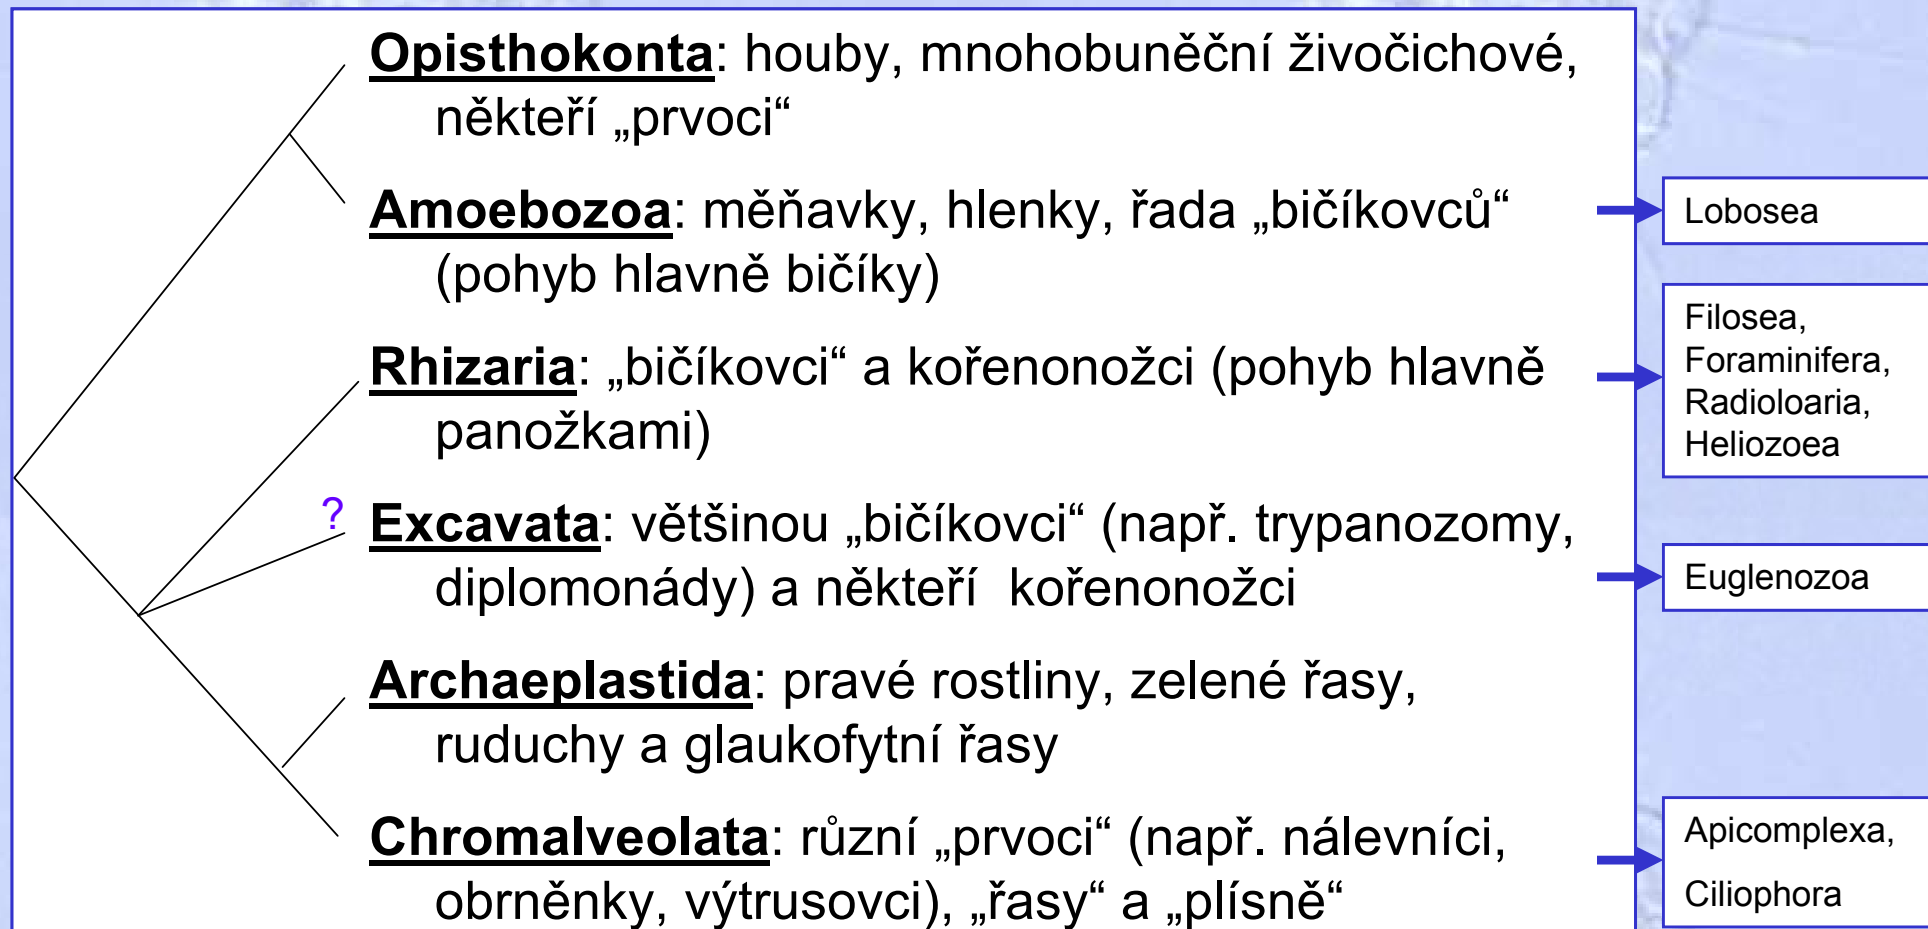 Opisthokonta: houby, mnohobuněční živočichové,
někteří „prvoci“
Amoebozoa: měňavky, hlenky, řada „bičíkovců“
(pohyb hlavně bičíky)
Lobosea
Rhizaria: „bičíkovci“ a kořenonožci (pohyb hlavně
panožkami)
Filosea,
Foraminifera,
Radioloaria,
Heliozoea
?
Excavata: většinou „bičíkovci“ (např. trypanozomy,
diplomonády) a někteří kořenonožci
Euglenozoa
Archaeplastida: pravé rostliny, zelené řasy,
ruduchy a glaukofytní řasy
Chromalveolata: různí „prvoci“ (např. nálevníci,
obrněnky, výtrusovci), „řasy“ a „plísně“
Apicomplexa,
Ciliophora